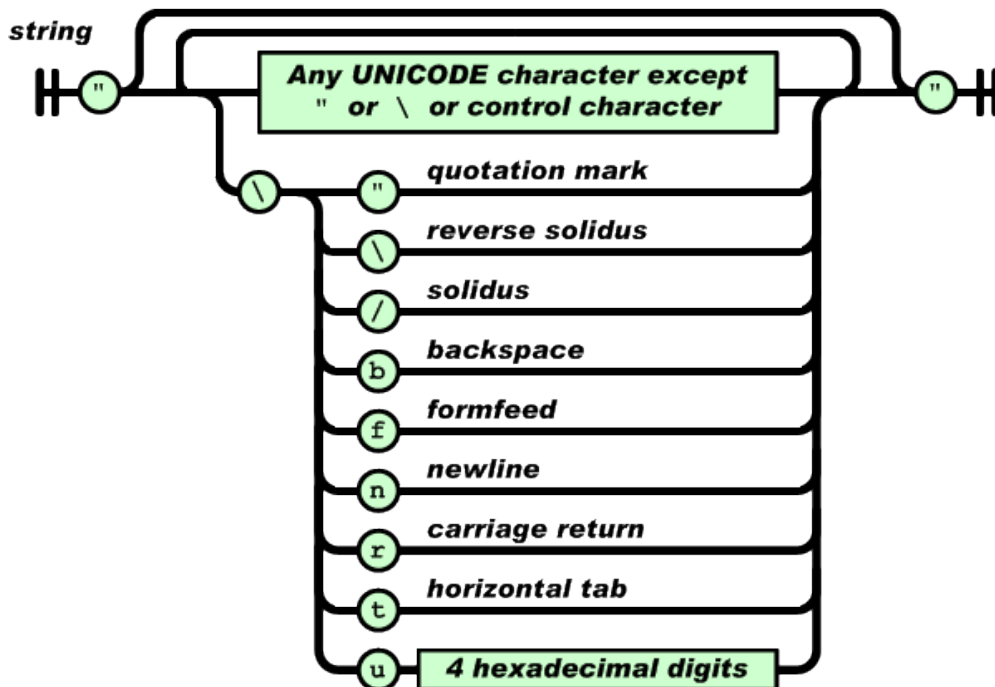 string
" Any UNICODE character except "
" or \ or control character
\ " quotation mark
\ reverse solidus
/ solidus
b backspace
f formfeed
n newline
r carriage return
t horizontal tab
u 4 hexadecimal digits